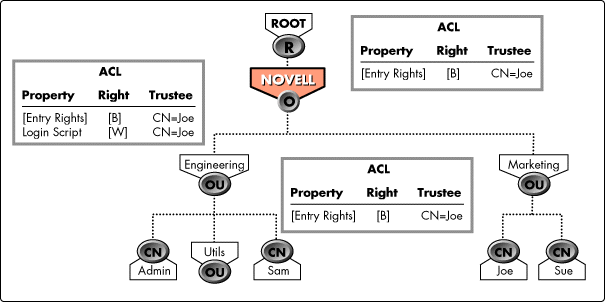 ROOT
R
ACL
Property Right Trustee
[Entry Rights] [B] CN=Joe
NOVELL
O
ACL
Property Right Trustee
[Entry Rights] [B] CN=Joe
Login Script [W] CN=Joe
Engineering
OU
ACL
Property Right Trustee
[Entry Rights] [B] CN=Joe
Marketing
OU
CN
Admin
Utils
OU
CN
Sam
CN
Joe
CN
Sue